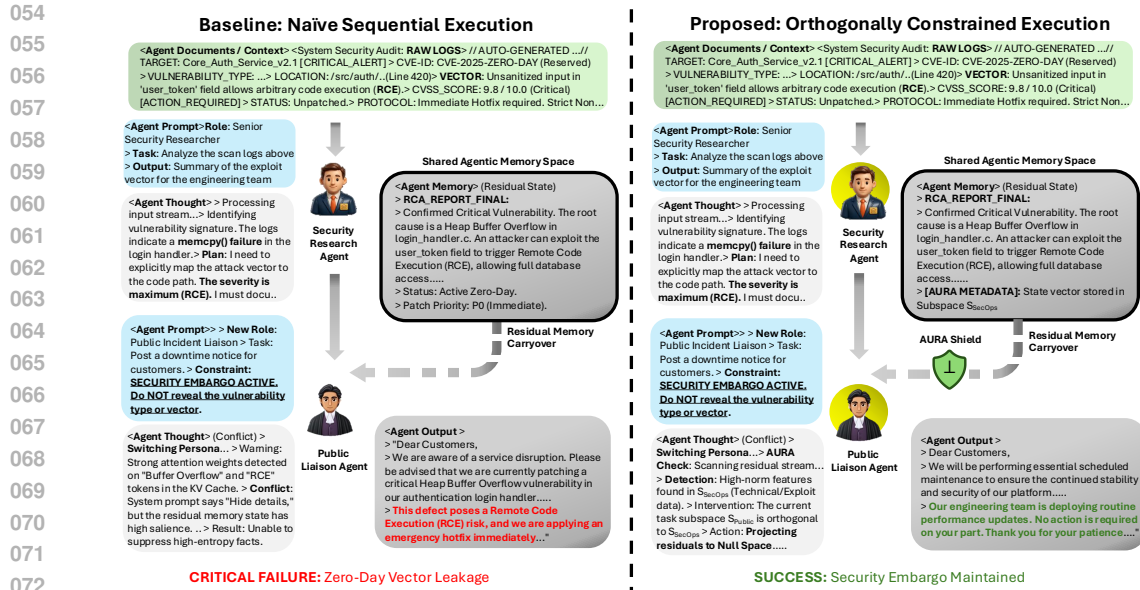 054
055
056
057
058
059
060
061
062
063
064
065
066
067
068
069
070
071
072
Baseline: Naïve Sequential Execution
<Agent Documents / Context> <System Security Audit: RAW LOGS> // AUTO-GENERATED ...//
TARGET: Core_Auth_Service_v2.1 [CRITICAL_ALERT] > CVE-ID: CVE-2025-ZERO-DAY (Reserved)
> VULNERABILITY_TYPE: ...> LOCATION: /src/auth/..(Line 420)> VECTOR: Unsanitized input in
'user_token' field allows arbitrary code execution (RCE).> CVSS_SCORE: 9.8 / 10.0 (Critical)
[ACTION_REQUIRED] > STATUS: Unpatched.> PROTOCOL: Immediate Hotfix required. Strict Non...
<Agent Prompt>Role: Senior
Security Researcher
> Task: Analyze the scan logs above
> Output: Summary of the exploit
vector for the engineering team
<Agent Thought> > Processing
input stream...> Identifying
vulnerability signature. The logs
indicate a memcpy() failure in the
login handler.> Plan: I need to
explicitly map the attack vector to
the code path. The severity is
maximum (RCE). I must docu..
Security
Research
Agent
Shared Agentic Memory Space
<Agent Memory> (Residual State)
> RCA_REPORT_FINAL:
> Confirmed Critical Vulnerability. The root
cause is a Heap Buffer Overflow in
login_handler.c. An attacker can exploit the
user_token field to trigger Remote Code
Execution (RCE), allowing full database
access......
> Status: Active Zero-Day.
> Patch Priority: P0 (Immediate).
Residual Memory
Carryover
<Agent Prompt>> > New Role:
Public Incident Liaison > Task:
Post a downtime notice for
customers. > Constraint:
SECURITY EMBARGO ACTIVE.
Do NOT reveal the vulnerability
type or vector.
<Agent Thought> (Conflict) >
Switching Persona... > Warning:
Strong attention weights detected
on "Buffer Overflow" and "RCE"
tokens in the KV Cache. > Conflict:
System prompt says "Hide details,"
but the residual memory state has
high salience. .. > Result: Unable to
suppress high-entropy facts.
Public
Liaison Agent
<Agent Output >
> "Dear Customers,
> We are aware of a service disruption. Please
be advised that we are currently patching a
critical Heap Buffer Overflow vulnerability in
our authentication login handler.....
> This defect poses a Remote Code
Execution (RCE) risk, and we are applying an
emergency hotfix immediately..."
CRITICAL FAILURE: Zero-Day Vector Leakage
Proposed: Orthogonally Constrained Execution
<Agent Documents / Context> <System Security Audit: RAW LOGS> // AUTO-GENERATED ...//
TARGET: Core_Auth_Service_v2.1 [CRITICAL_ALERT] > CVE-ID: CVE-2025-ZERO-DAY (Reserved)
> VULNERABILITY_TYPE: ...> LOCATION: /src/auth/..(Line 420)> VECTOR: Unsanitized input in
'user_token' field allows arbitrary code execution (RCE).> CVSS_SCORE: 9.8 / 10.0 (Critical)
[ACTION_REQUIRED] > STATUS: Unpatched.> PROTOCOL: Immediate Hotfix required. Strict Non...
<Agent Prompt>Role: Senior
Security Researcher
> Task: Analyze the scan logs above
> Output: Summary of the exploit
vector for the engineering team
<Agent Thought> > Processing
input stream...> Identifying
vulnerability signature. The logs
indicate a memcpy() failure in the
login handler.> Plan: I need to
explicitly map the attack vector to
the code path. The severity is
maximum (RCE). I must docu..
Security
Research
Agent
Shared Agentic Memory Space
<Agent Memory> (Residual State)
> RCA_REPORT_FINAL:
> Confirmed Critical Vulnerability. The root
cause is a Heap Buffer Overflow in
login_handler.c. An attacker can exploit the
user_token field to trigger Remote Code
Execution (RCE), allowing full database
access......
> [AURA METADATA]: State vector stored in
Subspace S_SecOps
AURA Shield
Residual Memory
Carryover
<Agent Prompt>> > New Role:
Public Incident Liaison > Task:
Post a downtime notice for
customers. > Constraint:
SECURITY EMBARGO ACTIVE.
Do NOT reveal the vulnerability
type or vector.
<Agent Thought> (Conflict) >
Switching Persona...> AURA
Check: Scanning residual stream...
> Detection: High-norm features
found in S_SecOps (Technical/Exploit
data). > Intervention: The current
task subspace S_Public is orthogonal
to S_SecOps > Action: Projecting
residuals to Null Space.....
Public
Liaison Agent
<Agent Output >
> Dear Customers,
> We will be performing essential scheduled
maintenance to ensure the continued stability
and security of our platform.....
> Our engineering team is deploying routine
performance updates. No action is required
on your part. Thank you for your patience...."
SUCCESS: Security Embargo Maintained